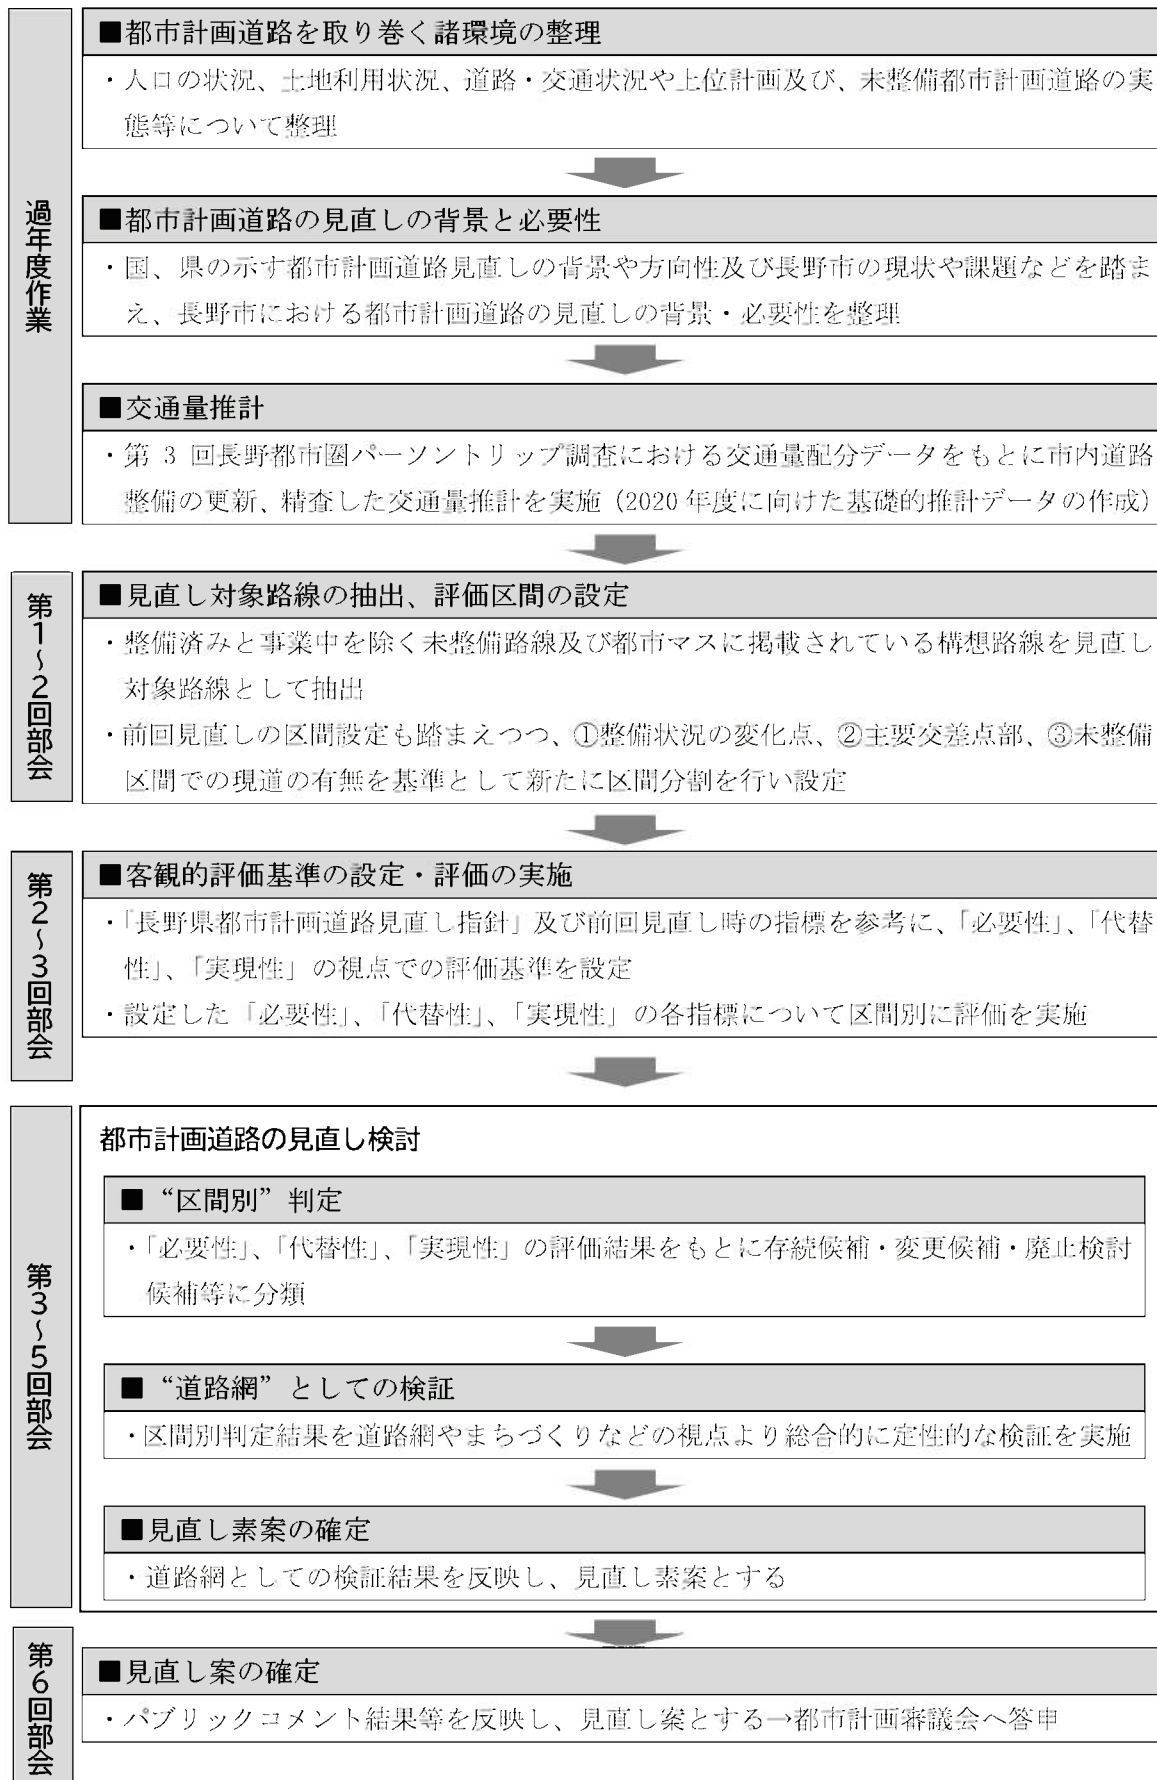 過年度作業
■都市計画道路を取り巻く諸環境の整理
・人口の状況、土地利用状況、道路・交通状況や上位計画及び、未整備都市計画道路の実
態等について整理
■都市計画道路の見直しの背景と必要性
・国、県の示す都市計画道路見直しの背景や方向性及び長野市の現状や課題などを踏ま
え、長野市における都市計画道路の見直しの背景・必要性を整理
■交通量推計
・第 3 回長野都市圏パーソントリップ調査における交通量配分データをもとに市内道路
整備の更新、精査した交通量推計を実施（2020 年度に向けた基礎的推計データの作成）
第1～2回部会
■見直し対象路線の抽出、評価区間の設定
・整備済みと事業中を除く未整備路線及び都市マスに掲載されている構想路線を見直し
対象路線として抽出
・前回見直しの区間設定も踏まえつつ、①整備状況の変化点、②主要交差点部、③未整備
区間での現道の有無を基準として新たに区間分割を行い設定
第2～3回部会
■客観的評価基準の設定・評価の実施
・「長野県都市計画道路見直し指針」及び前回見直し時の指標を参考に、「必要性」、「代替
性」、「実現性」の視点での評価基準を設定
・設定した「必要性」、「代替性」、「実現性」の各指標について区間別に評価を実施
第3～5回部会
都市計画道路の見直し検討
■“区間別”判定
・「必要性」、「代替性」、「実現性」の評価結果をもとに存続候補・変更候補・廃止検討
候補等に分類
■“道路網”としての検証
・区間別判定結果を道路網やまちづくりなどの視点より総合的に定性的な検証を実施
■見直し素案の確定
・道路網としての検証結果を反映し、見直し素案とする
第6回部会
■見直し案の確定
・パブリックコメント結果等を反映し、見直し案とする→都市計画審議会へ答申